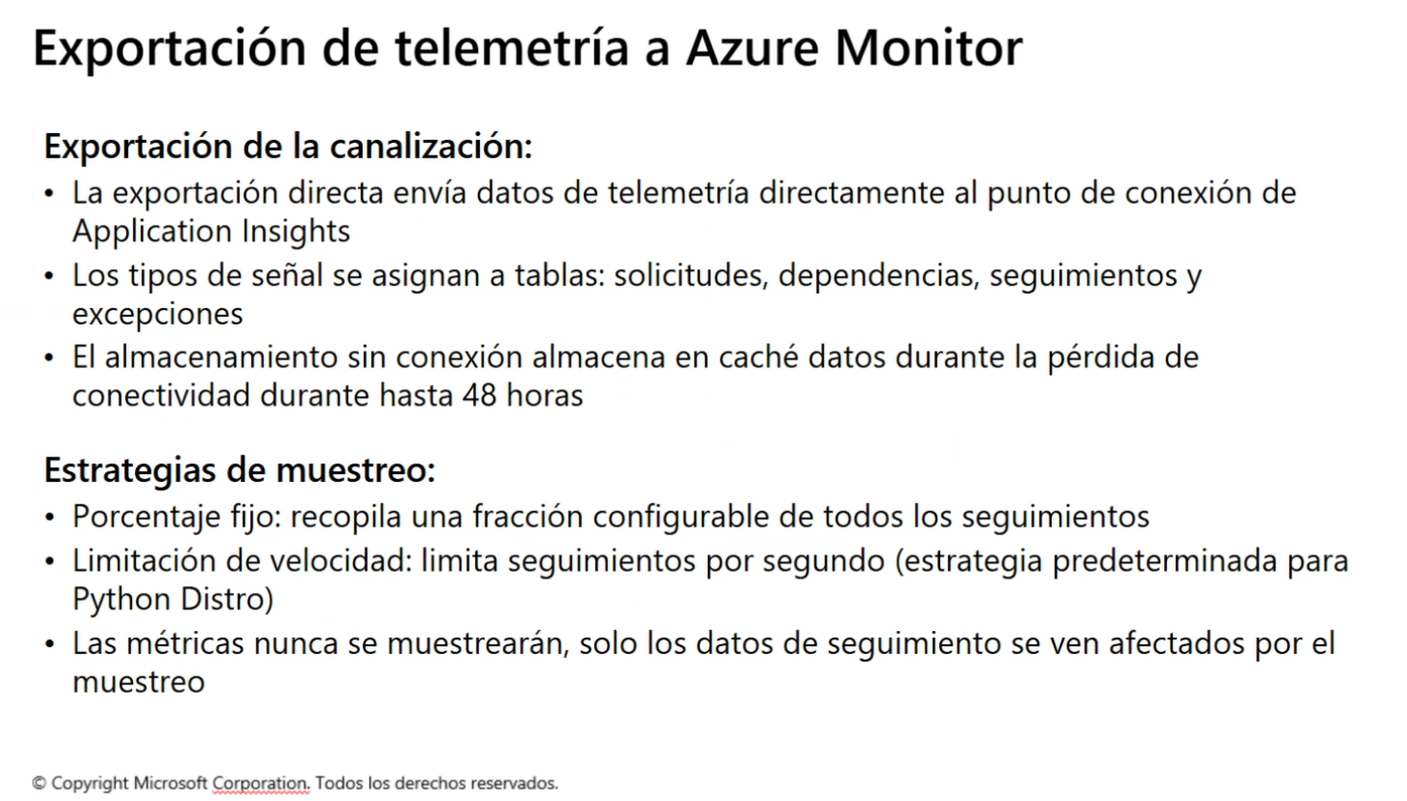 Exportación de telemetría a Azure Monitor
Exportación de la canalización:
• La exportación directa envía datos de telemetría directamente al punto de conexión de
Application Insights
• Los tipos de señal se asignan a tablas: solicitudes, dependencias, seguimientos y
excepciones
• El almacenamiento sin conexión almacena en caché datos durante la pérdida de
conectividad durante hasta 48 horas
Estrategias de muestreo:
• Porcentaje fijo: recopila una fracción configurable de todos los seguimientos
• Limitación de velocidad: limita seguimientos por segundo (estrategia predeterminada para
Python Distro)
• Las métricas nunca se muestrearán, solo los datos de seguimiento se ven afectados por el
muestreo
© Copyright Microsoft Corporation. Todos los derechos reservados.